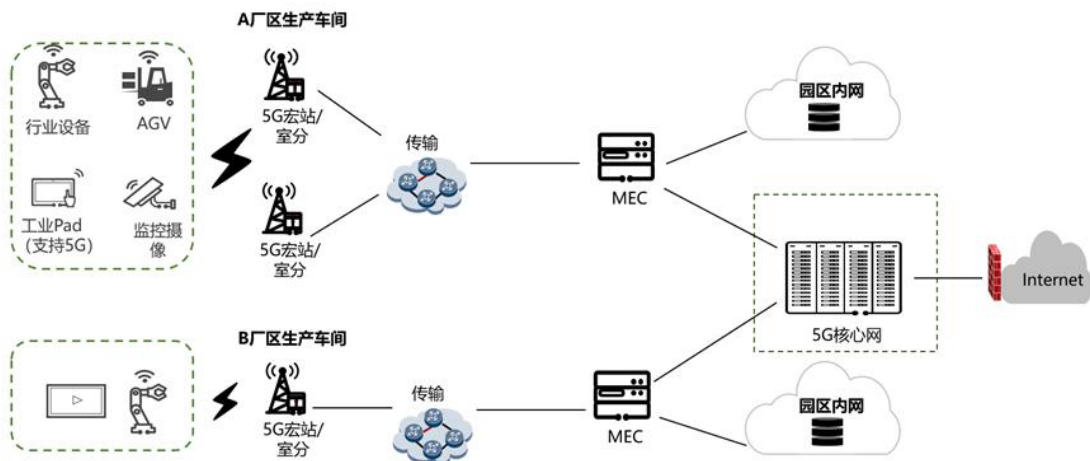 A厂区生产车间
行业设备
AGV
工业Pad
（支持5G）
监控摄
像
5G宏站/
室分
5G宏站/
室分
传输
MEC
园区内网
5G核心网
Internet
B厂区生产车间
5G宏站/
室分
传输
MEC
园区内网